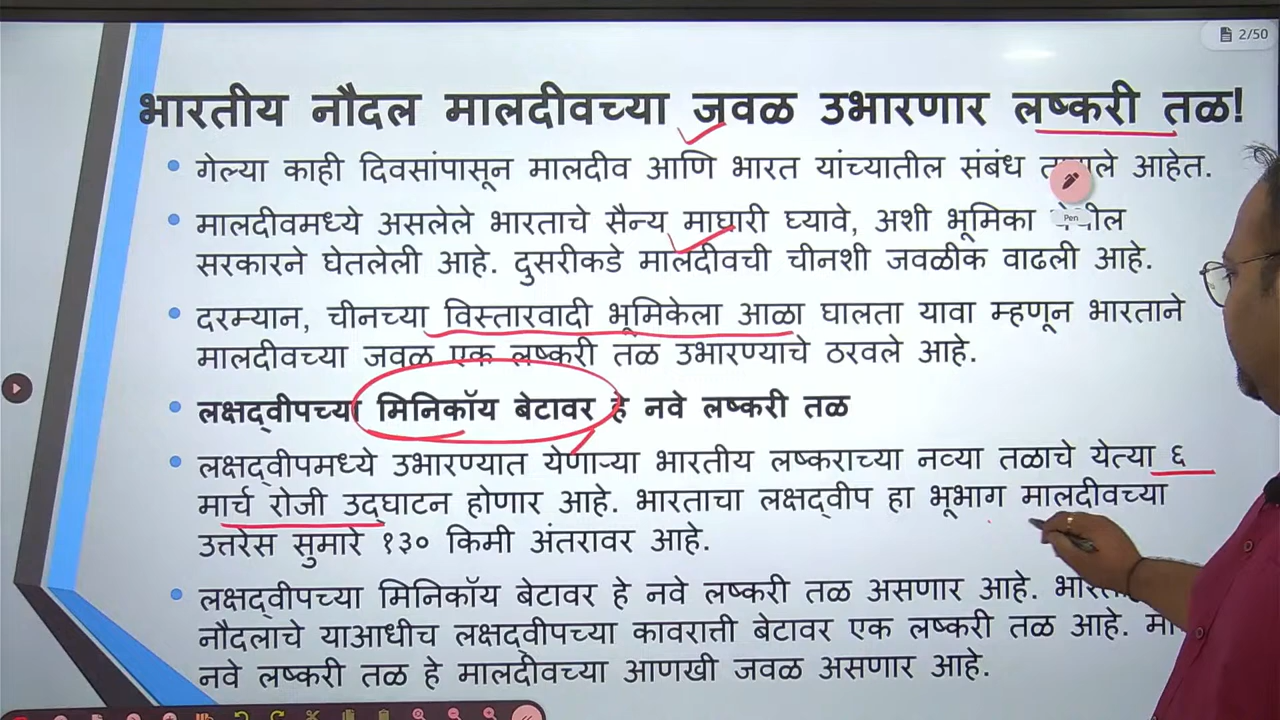 2/50
भारतीय नौदल मालदीवच्या जवळ उभारणार लष्करी तळ!
• गेल्या काही दिवसांपासून मालदीव आणि भारत यांच्यातील संबंध आहेत.
Pen
• मालदीवमध्ये असलेले भारताचे सैन्य माघारी घ्यावे, अशी भूमिका
सरकारने घेतलेली आहे. दुसरीकडे मालदीवची चीनशी जवळीक वाढली आहे.
• दरम्यान, चीनच्या विस्तारवादी भूमिकेला आळा घालता यावा म्हणून भारताने
मालदीवच्या जवळ एक लष्करी तळ उभारण्याचे ठरवले आहे.
• लक्षद्वीपच्या मिनिकॉय बेटावर हे नवे लष्करी तळ
• लक्षद्वीपमध्ये उभारण्यात येणाऱ्या भारतीय लष्कराच्या नव्या तळाचे येत्या ६
मार्च रोजी उद्घाटन होणार आहे. भारताचा लक्षद्वीप हा भूभाग मालदीवच्या
उत्तरेस सुमारे १३० किमी अंतरावर आहे.
• लक्षद्वीपच्या मिनिकॉय बेटावर हे नवे लष्करी तळ असणार आहे.
नौदलाचे याआधीच लक्षद्वीपच्या कावरात्ती बेटावर एक लष्करी तळ आहे.
नवे लष्करी तळ हे मालदीवच्या आणखी जवळ असणार आहे.